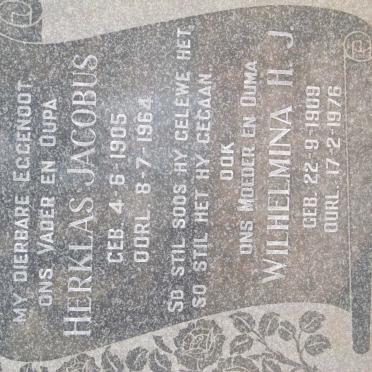 MY DIERBARE EGGENOOT
ONS VADER EN OUPA
HERKLAS JACOBUS
GEB. 4·6·1905
OORL. 8-7-1964
SO STIL SOOS HY GELEWE HET
SO STIL HET HY GEGAAN
OOK
ONS MOEDER EN OUMA
WILHELMINA H. J.
GEB. 22-9-1909
OORL. 17-2-1976